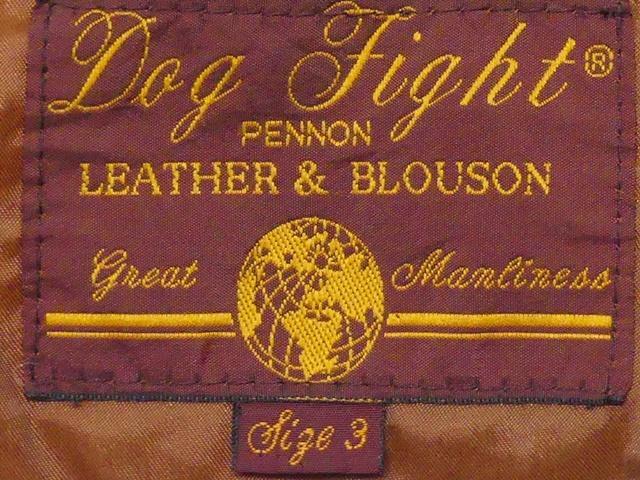 Dog Fight®
PENNON
LEATHER & BLOUSON
Great Manliness
Size 3